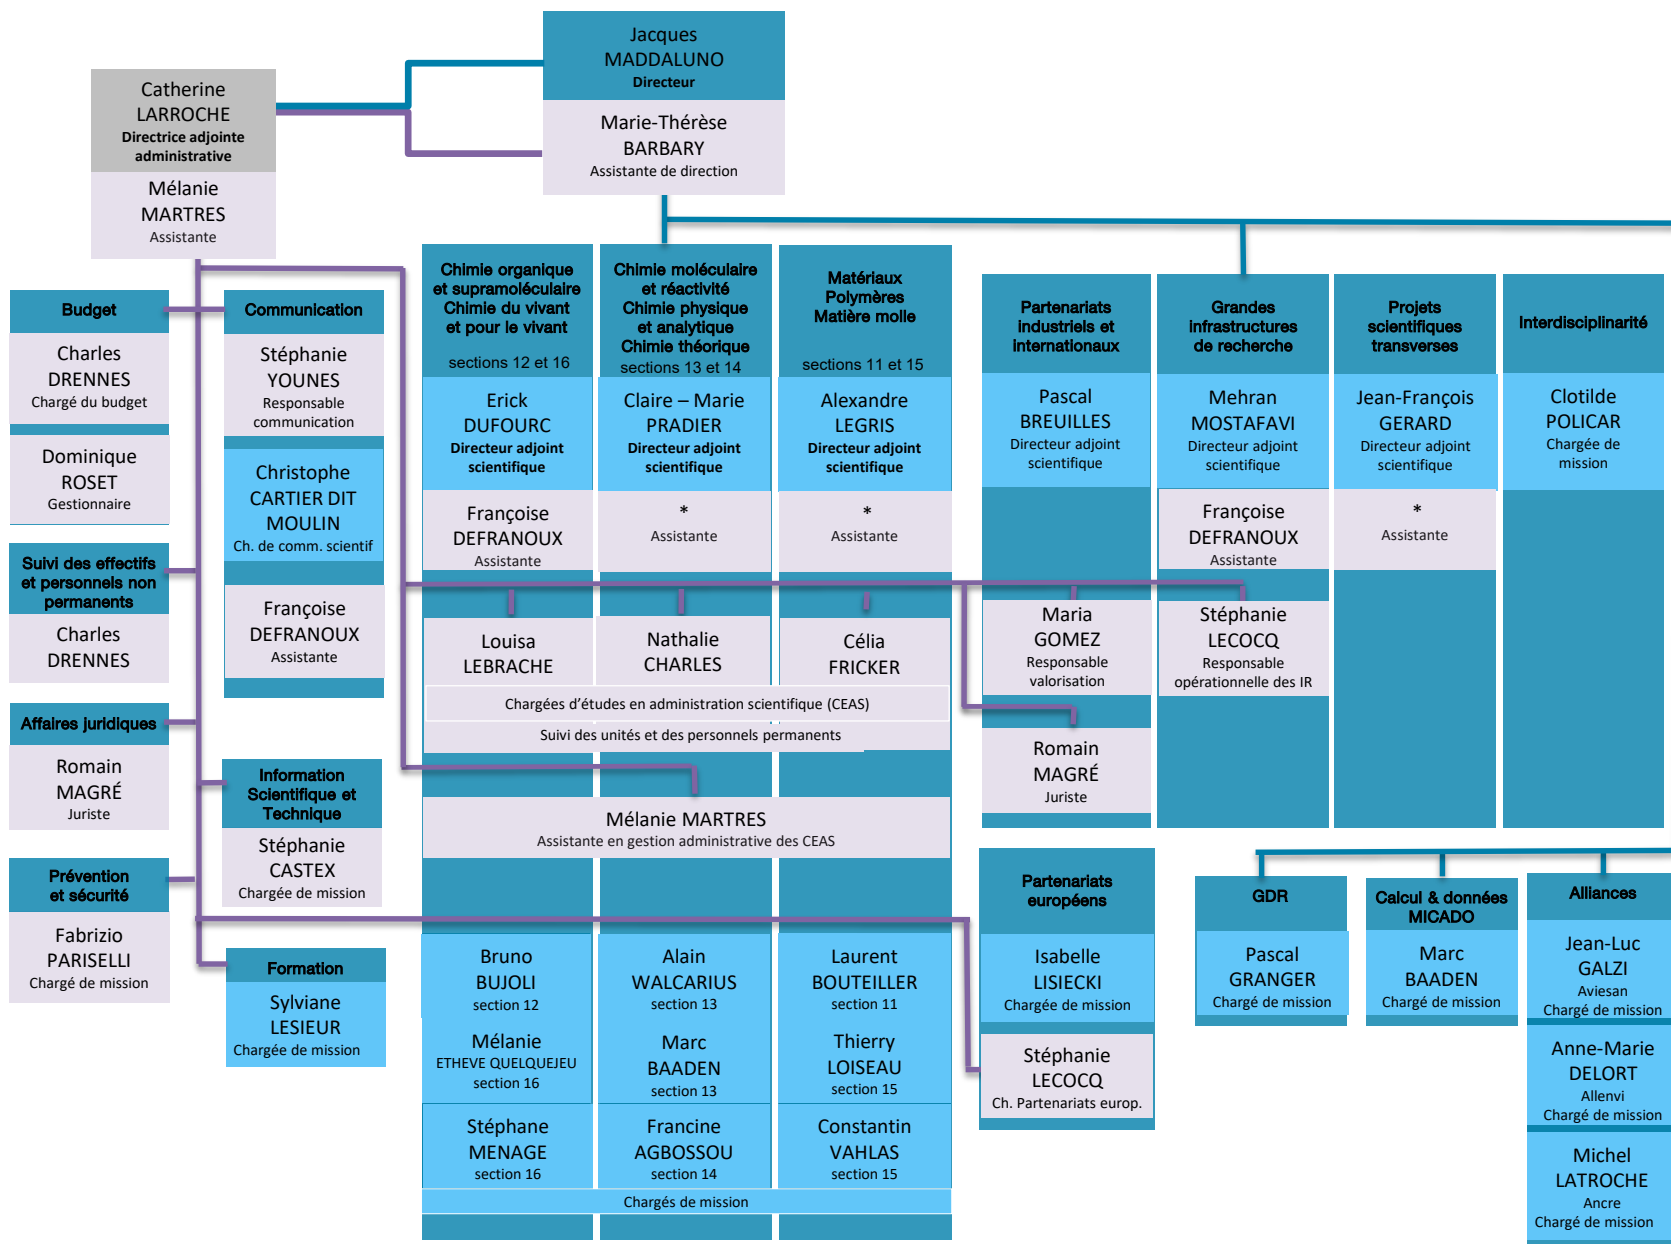 Jacques
MADDALUNO
Directeur
Marie-Thérèse
BARBARY
Assistante de direction
Catherine
LARROCHE
Directrice adjointe
administrative
Mélanie
MARTRES
Assistante
Budget
Charles
DRENNES
Chargé du budget
Dominique
ROSET
Gestionnaire
Suivi des effectifs
et personnels non
permanents
Charles
DRENNES
Affaires juridiques
Romain
MAGRÉ
Juriste
Prévention
et sécurité
Fabrizio
PARISELLI
Chargé de mission
Communication
Stéphanie
YOUNES
Responsable
communication
Christophe
CARTIER DIT
MOULIN
Ch. de comm. scientif
Françoise
DEFRANOUX
Assistante
Information
Scientifique et
Technique
Stéphanie
CASTEX
Chargée de mission
Formation
Sylviane
LESIEUR
Chargée de mission
Chimie organique
et supramoléculaire
Chimie du vivant
et pour le vivant
sections 12 et 16
Erick
DUFOURC
Directeur adjoint
scientifique
Françoise
DEFRANOUX
Assistante
Chimie moléculaire
et réactivité
Chimie physique
et analytique
Chimie théorique
sections 13 et 14
Claire – Marie
PRADIER
Directeur adjoint
scientifique
*
Assistante
Matériaux
Polymères
Matière molle
sections 11 et 15
Alexandre
LEGRIS
Directeur adjoint
scientifique
*
Assistante
Louisa
LEBRACHE
Nathalie
CHARLES
Célia
FRICKER
Chargées d’études en administration scientifique (CEAS)
Suivi des unités et des personnels permanents
Mélanie MARTRES
Assistante en gestion administrative des CEAS
Bruno
BUJOLI
section 12
Mélanie
ETHEVE QUELQUEJEU
section 16
Stéphane
MENAGE
section 16
Alain
WALCARIUS
section 13
Marc
BAADEN
section 13
Francine
AGBOSSOU
section 14
Laurent
BOUTEILLER
section 11
Thierry
LOISEAU
section 15
Constantin
VAHLAS
section 15
Chargés de mission
Partenariats
industriels et
internationaux
Pascal
BREUILLES
Directeur adjoint
scientifique
Maria
GOMEZ
Responsable
valorisation
Romain
MAGRÉ
Juriste
Grandes
infrastructures
de recherche
Mehran
MOSTAFAVI
Directeur adjoint
scientifique
Françoise
DEFRANOUX
Assistante
Stéphanie
LECOCQ
Responsable
opérationnelle des IR
Projets
scientifiques
transverses
Jean-François
GERARD
Directeur adjoint
scientifique
*
Assistante
Interdisciplinarité
Clotilde
POLICAR
Chargée de
mission
Partenariats
européens
Isabelle
LISIECKI
Chargée de mission
Stéphanie
LECOCQ
Ch. Partenariats europ.
GDR
Pascal
GRANGER
Chargé de mission
Calcul & données
MICADO
Marc
BAADEN
Chargé de mission
Alliances
Jean-Luc
GALZI
Aviesan
Chargé de mission
Anne-Marie
DELORT
Allenvi
Chargé de mission
Michel
LATROCHE
Ancre
Chargé de mission